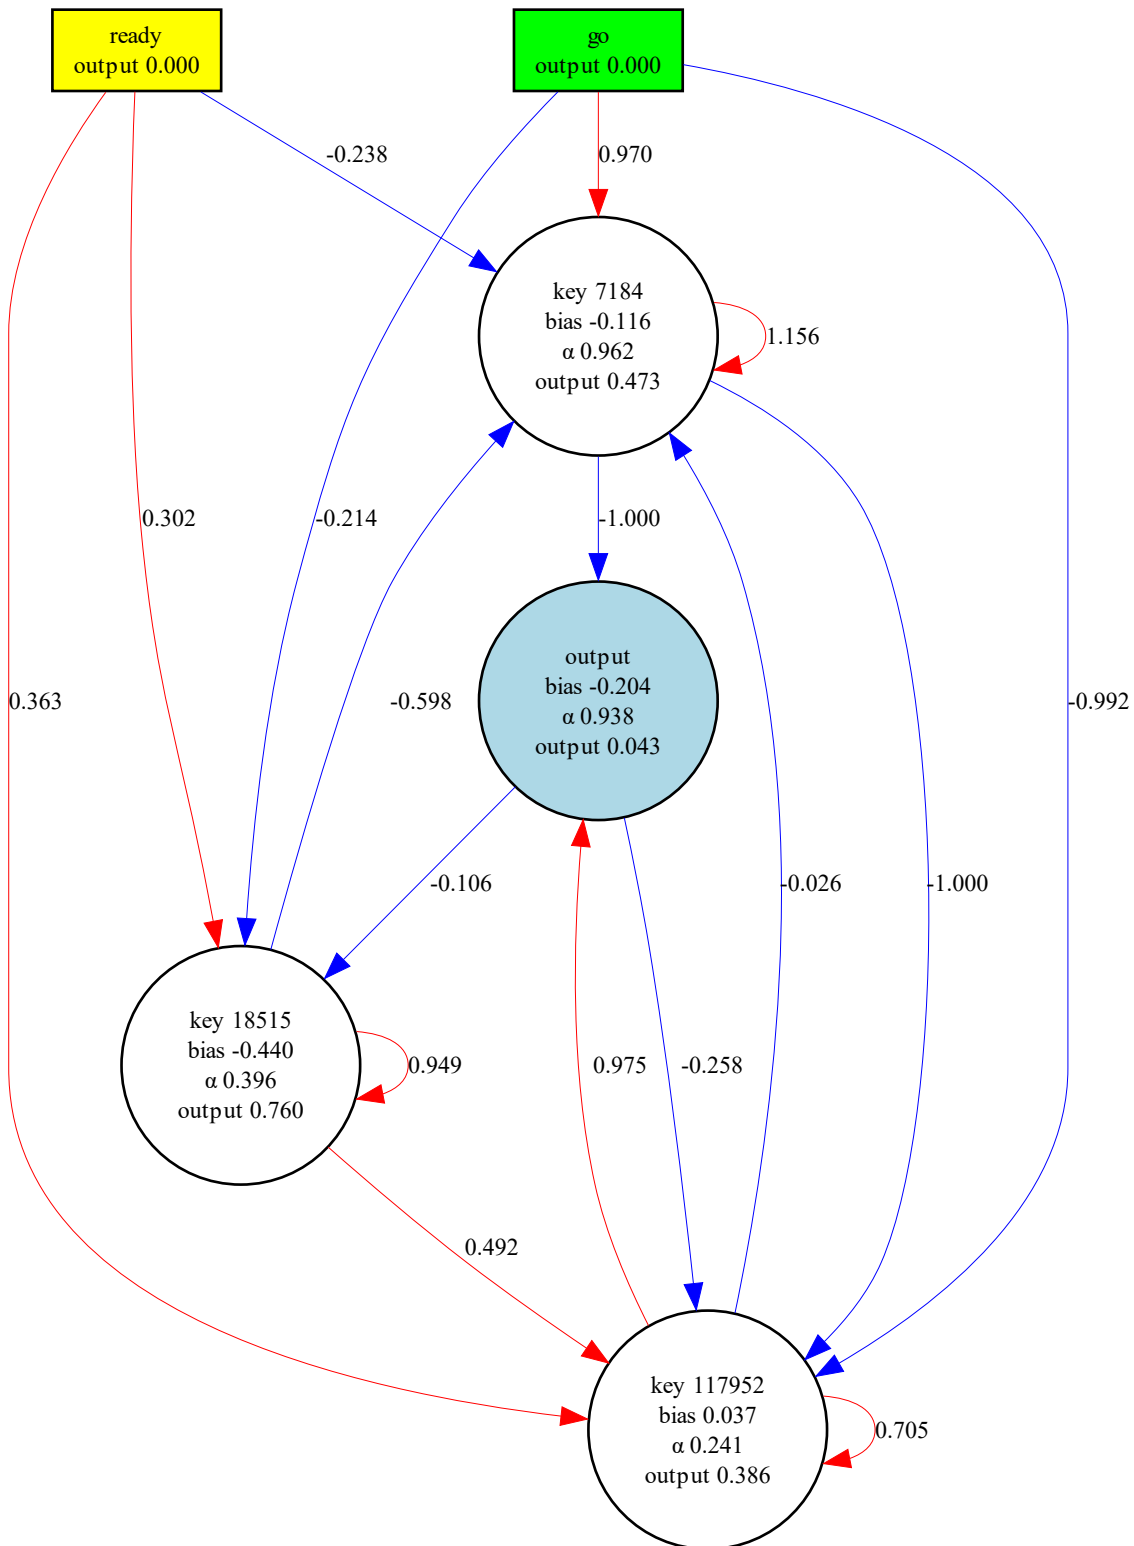 ready
output 0.000
go
output 0.000
-0.238
0.970
key 7184
bias -0.116
α 0.962
output 0.473
1.156
0.302
-0.214
-1.000
output
bias -0.204
α 0.938
output 0.043
0.363
-0.598
-0.992
-0.106
-0.026
-1.000
key 18515
bias -0.440
α 0.396
output 0.760
0.949
0.975
-0.258
0.492
key 117952
bias 0.037
α 0.241
output 0.386
0.705